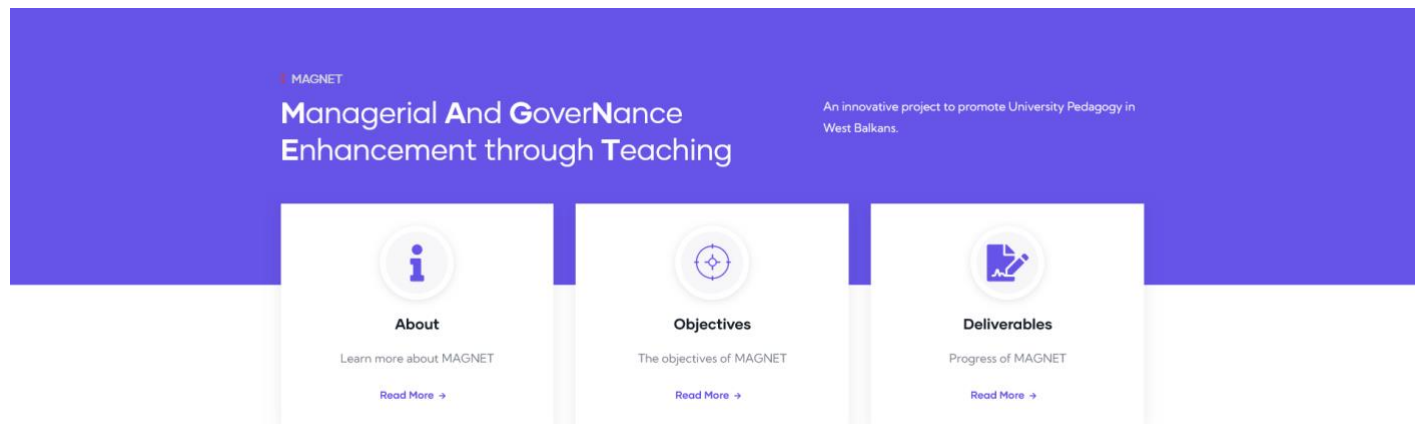 MAGNET
Managerial And GoverNance
Enhancement through Teaching
An innovative project to promote University Pedagogy in
West Balkans.
About
Learn more about MAGNET
Read More →
Objectives
The objectives of MAGNET
Read More →
Deliverables
Progress of MAGNET
Read More →